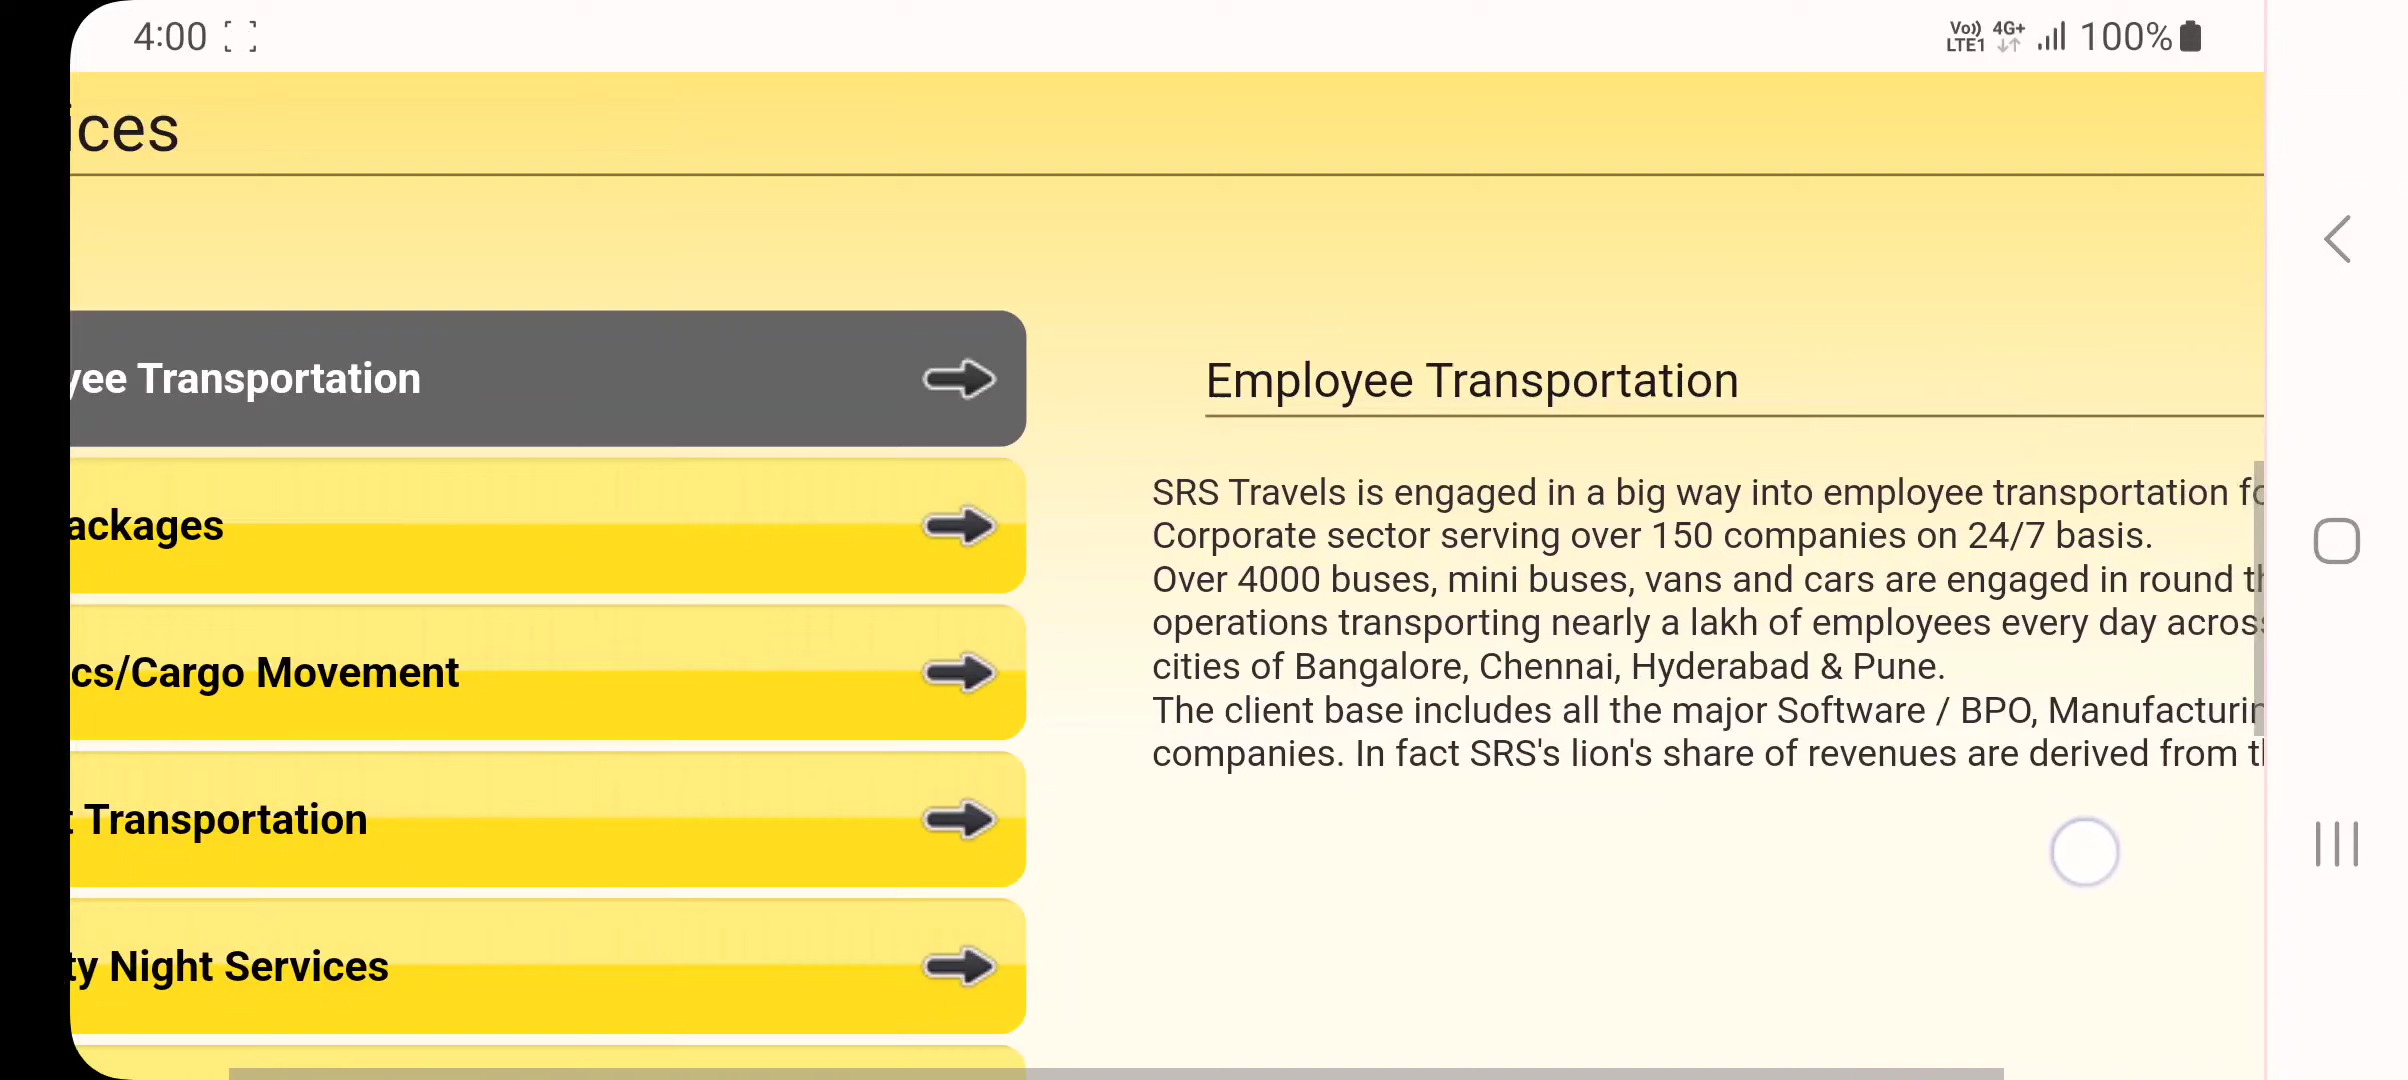 4:00
Vo)) LTE1 4G+ 100%
ices
yee Transportation
ackages
cs/Cargo Movement
t Transportation
ty Night Services
Employee Transportation
SRS Travels is engaged in a big way into employee transportation fo
Corporate sector serving over 150 companies on 24/7 basis.
Over 4000 buses, mini buses, vans and cars are engaged in round th
operations transporting nearly a lakh of employees every day across
cities of Bangalore, Chennai, Hyderabad & Pune.
The client base includes all the major Software / BPO, Manufacturin
companies. In fact SRS's lion's share of revenues are derived from th